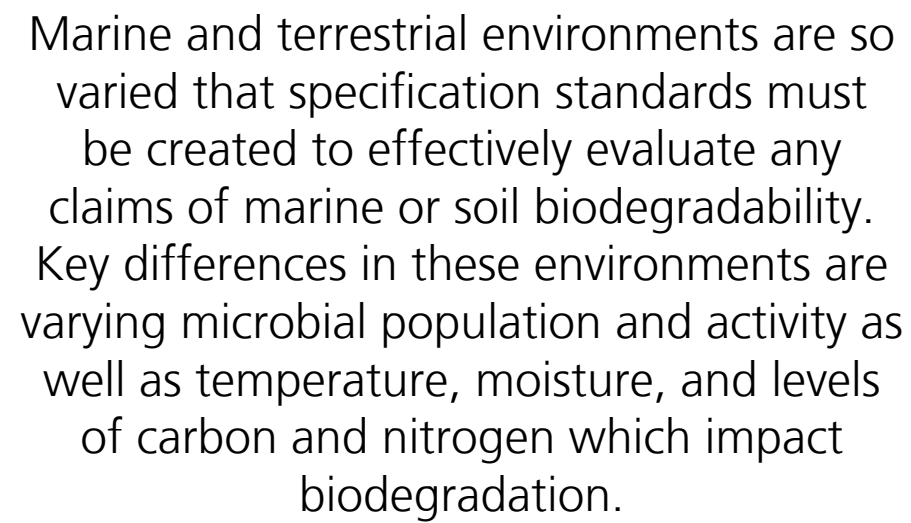 Marine and terrestrial environments are so
varied that specification standards must
be created to effectively evaluate any
claims of marine or soil biodegradability.
Key differences in these environments are
varying microbial population and activity as
well as temperature, moisture, and levels
of carbon and nitrogen which impact
biodegradation.